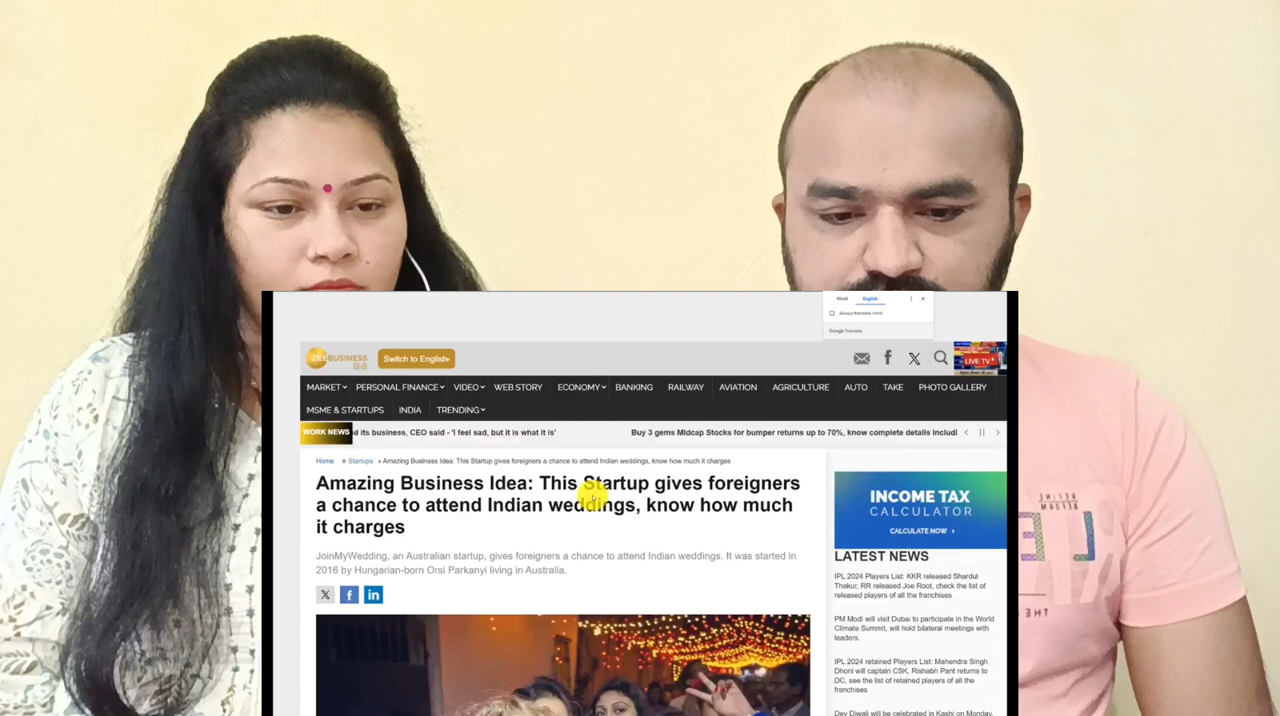 Hindi English
Always translate Hindi
Google Translate
ZEEBUSINESS
हिंदी
Switch to English▸
LIVE TV
MARKET PERSONAL FINANCE VIDEO WEB STORY ECONOMY BANKING RAILWAY AVIATION AGRICULTURE AUTO TAKE PHOTO GALLERY
MSME & STARTUPS INDIA TRENDING
WORK NEWS d its business, CEO said - 'I feel sad, but it is what it is' Buy 3 gems Midcap Stocks for bumper returns up to 70%, know complete details includi
Home » Startups » Amazing Business Idea: This Startup gives foreigners a chance to attend Indian weddings, know how much it charges
Amazing Business Idea: This Startup gives foreigners
a chance to attend Indian weddings, know how much
it charges
JoinMyWedding, an Australian startup, gives foreigners a chance to attend Indian weddings. It was started in
2016 by Hungarian-born Orsi Parkanyi living in Australia.
INCOME TAX
CALCULATOR
CALCULATE NOW
LATEST NEWS
IPL 2024 Players List: KKR released Shardul
Thakur, RR released Joe Root, check the list of
released players of all the franchises
PM Modi will visit Dubai to participate in the World
Climate Summit, will hold bilateral meetings with
leaders.
IPL 2024 retained Players List: Mahendra Singh
Dhoni will captain CSK, Rishabh Pant returns to
DC, see the list of retained players of all the
franchises
Dev Diwali will be celebrated in Kashi on Monday,